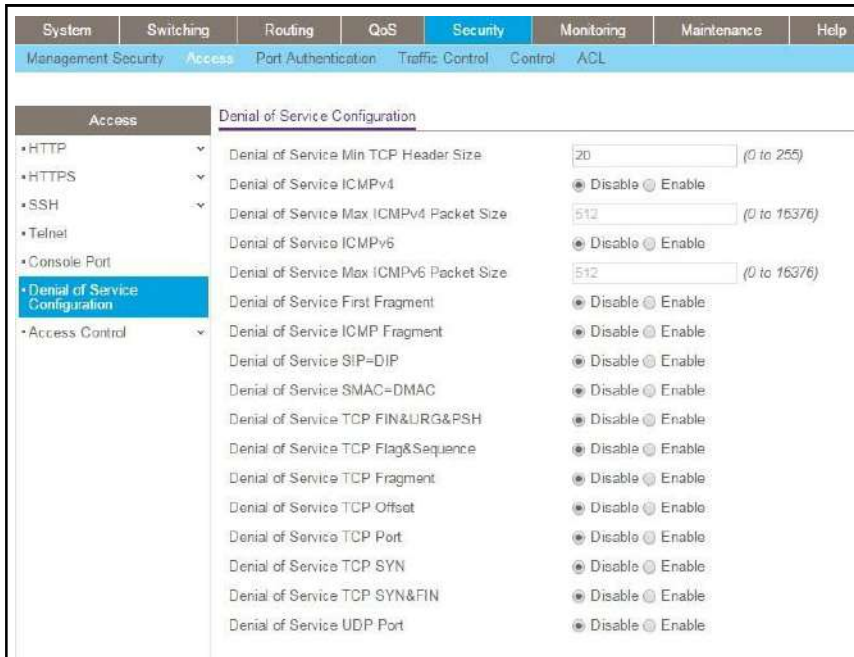 System Switching Routing QoS Security Monitoring Maintenance Help
Management Security Access Port Authentication Traffic Control Control ACL
Access
HTTP
HTTPS
SSH
Telnet
Console Port
Denial of Service
Configuration
Access Control
Denial of Service Configuration
Denial of Service Min TCP Header Size 20 (0 to 255)
Denial of Service ICMPv4 Disable Enable
Denial of Service Max ICMPv4 Packet Size 512 (0 to 16376)
Denial of Service ICMPv6 Disable Enable
Denial of Service Max ICMPv6 Packet Size 512 (0 to 16376)
Denial of Service First Fragment Disable Enable
Denial of Service ICMP Fragment Disable Enable
Denial of Service SIP=DIP Disable Enable
Denial of Service SMAC=DMAC Disable Enable
Denial of Service TCP FIN&URG&PSH Disable Enable
Denial of Service TCP Flag&Sequence Disable Enable
Denial of Service TCP Fragment Disable Enable
Denial of Service TCP Offset Disable Enable
Denial of Service TCP Port Disable Enable
Denial of Service TCP SYN Disable Enable
Denial of Service TCP SYN&FIN Disable Enable
Denial of Service UDP Port Disable Enable